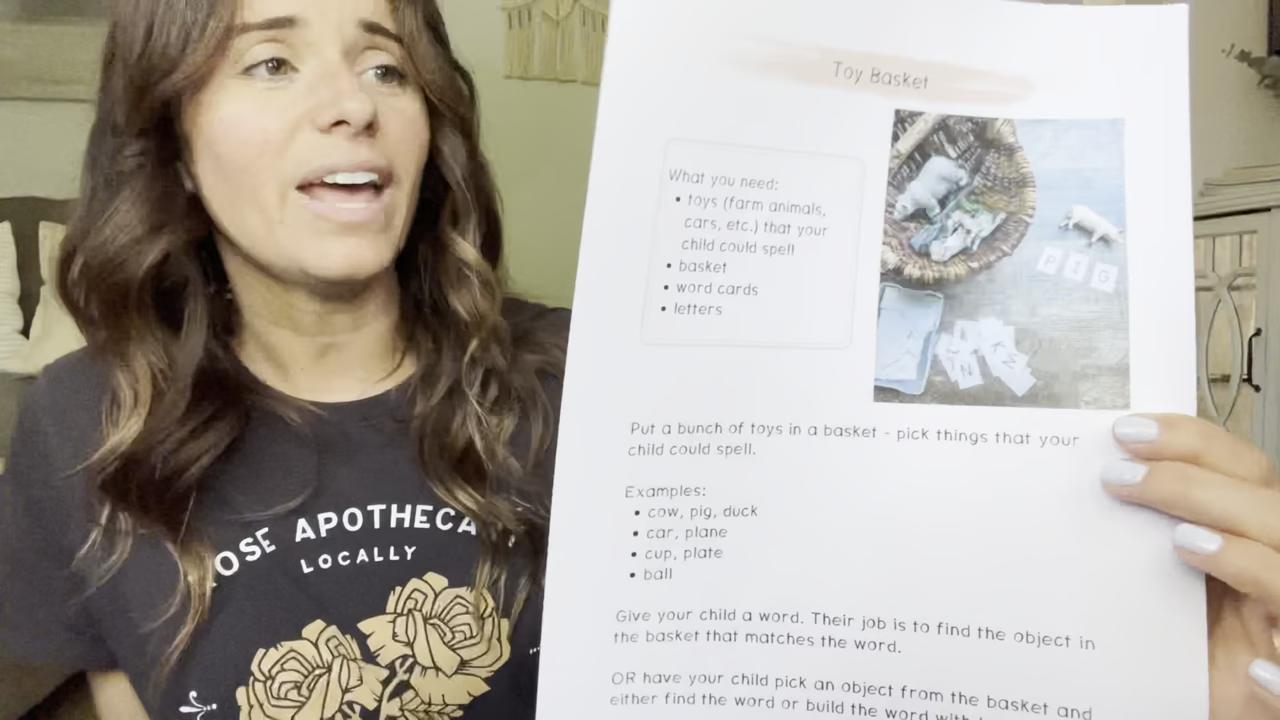 Toy Basket
What you need:
• toys (farm animals,
cars, etc.) that your
child could spell
• basket
• word cards
• letters
PIG
Put a bunch of toys in a basket - pick things that your
child could spell.
Examples:
• cow, pig, duck
• car, plane
• cup, plate
• ball
Give your child a word. Their job is to find the object in
the basket that matches the word.
OR have your child pick an object from the basket and
either find the word or build the word with
OSE APOTHECA
LOCALLY